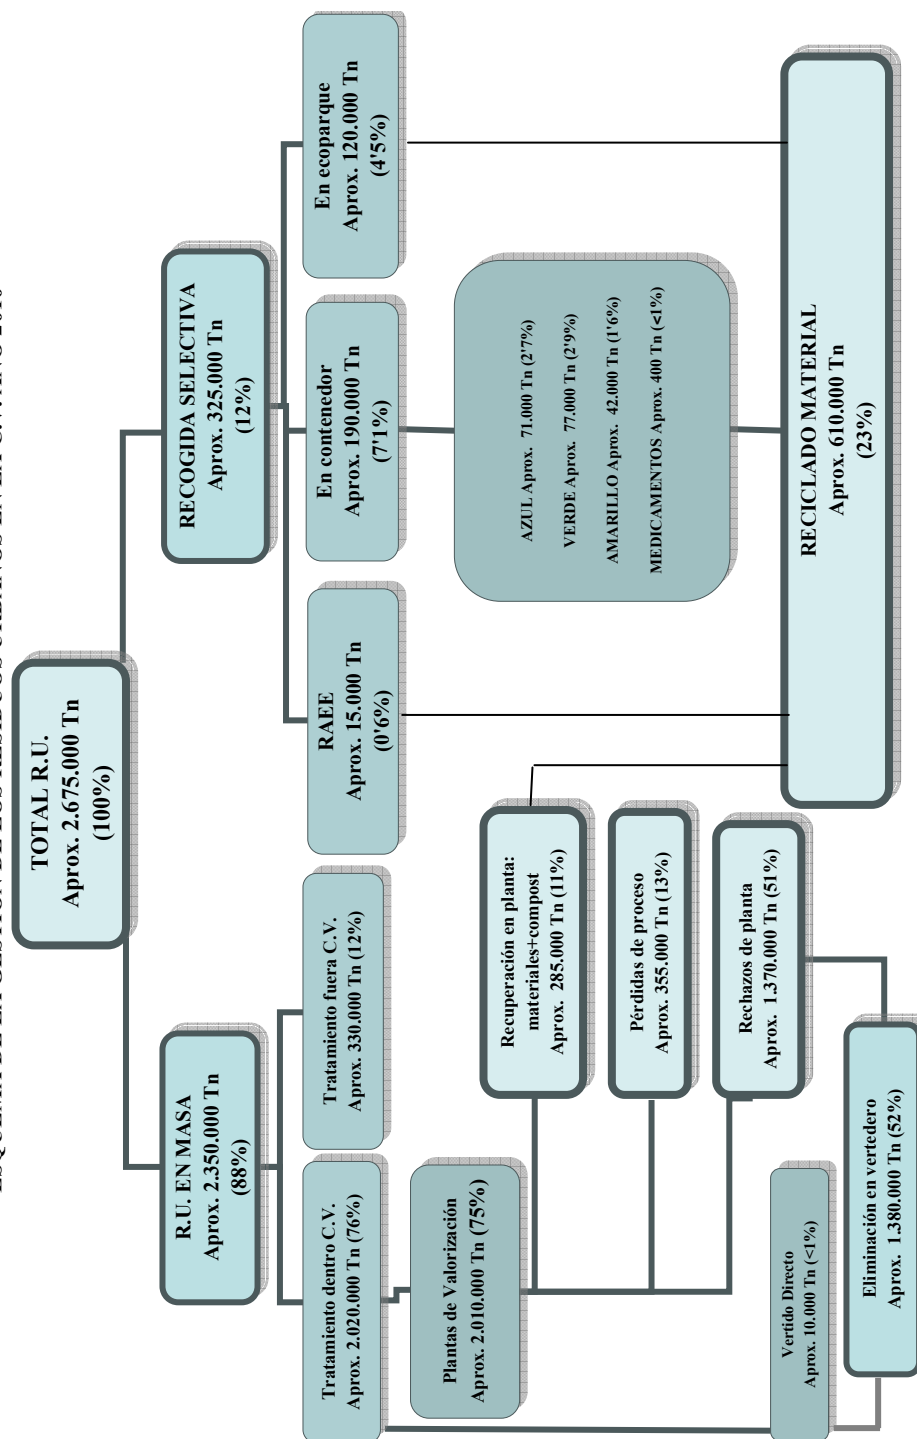 TOTAL R.U.
Aprox. 2.675.000 Tn
(100%)
R.U. EN MASA
Aprox. 2.350.000 Tn
(88%)
RECOGIDA SELECTIVA
Aprox. 325.000 Tn
(12%)
Tratamiento dentro C.V.
Aprox. 2.020.000 Tn (76%)
Tratamiento fuera C.V.
Aprox. 330.000 Tn (12%)
RAEE
Aprox. 15.000 Tn
(0'6%)
En contenedor
Aprox. 190.000 Tn
(7'1%)
En ecoparque
Aprox. 120.000 Tn
(4'5%)
Plantas de Valorización
Aprox. 2.010.000 Tn (75%)
Recuperación en planta:
materiales+compost
Aprox. 285.000 Tn (11%)
AZUL Aprox. 71.000 Tn (2'7%)
VERDE Aprox. 77.000 Tn (2'9%)
AMARILLO Aprox. 42.000 Tn (1'6%)
MEDICAMENTOS Aprox. 400 Tn (<1%)
Pérdidas de proceso
Aprox. 355.000 Tn (13%)
Rechazos de planta
Aprox. 1.370.000 Tn (51%)
Vertido Directo
Aprox. 10.000 Tn (<1%)
RECICLADO MATERIAL
Aprox. 610.000 Tn
(23%)
Eliminación en vertedero
Aprox. 1.380.000 Tn (52%)